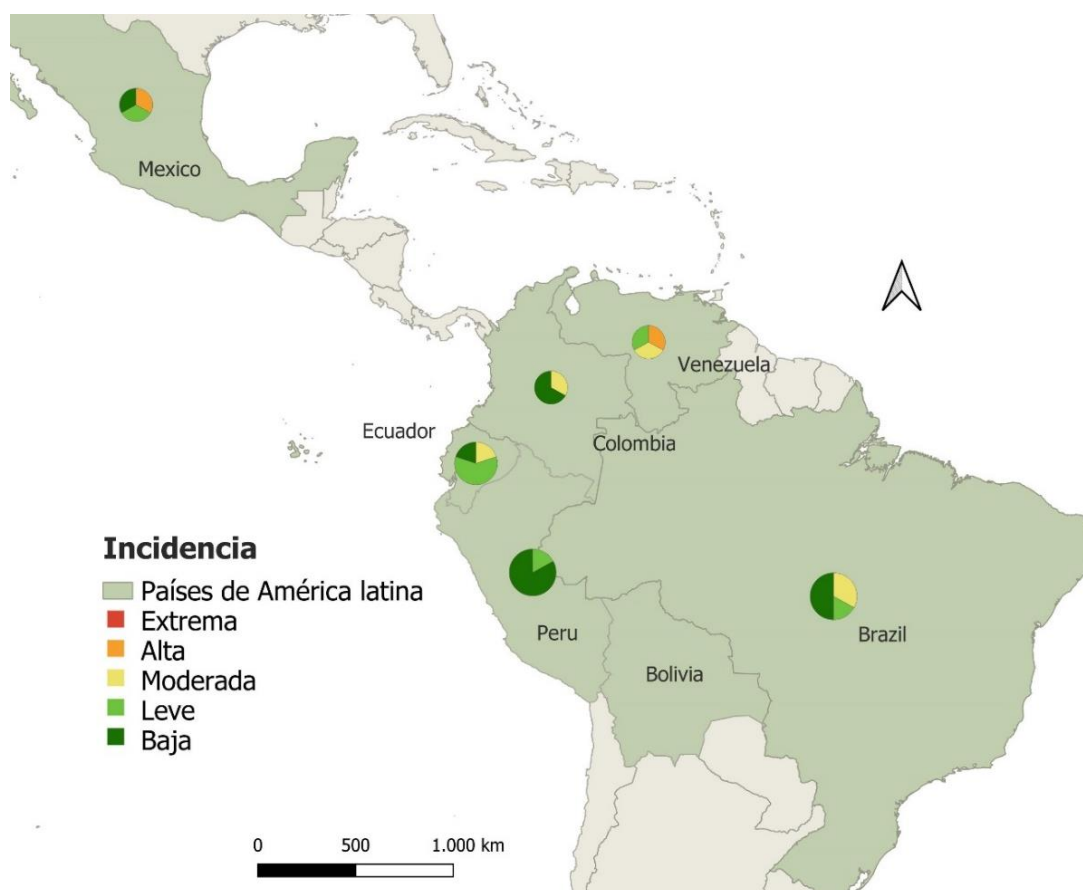 Mexico
Venezuela
Ecuador
Colombia
Incidencia
Países de América latina
Extrema
Alta
Moderada
Leve
Baja
Peru
Brazil
Bolivia
0 500 1.000 km